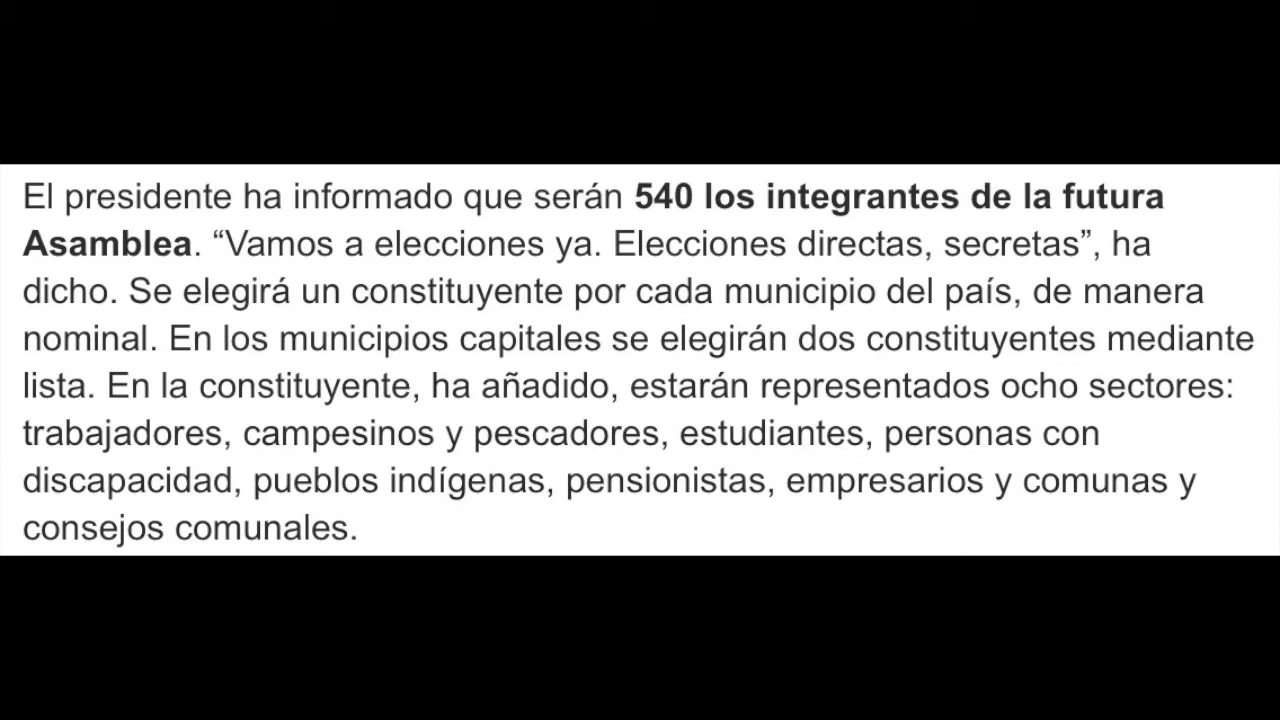 El presidente ha informado que serán 540 los integrantes de la futura
Asamblea. “Vamos a elecciones ya. Elecciones directas, secretas”, ha
dicho. Se elegirá un constituyente por cada municipio del país, de manera
nominal. En los municipios capitales se elegirán dos constituyentes mediante
lista. En la constituyente, ha añadido, estarán representados ocho sectores:
trabajadores, campesinos y pescadores, estudiantes, personas con
discapacidad, pueblos indígenas, pensionistas, empresarios y comunas y
consejos comunales.